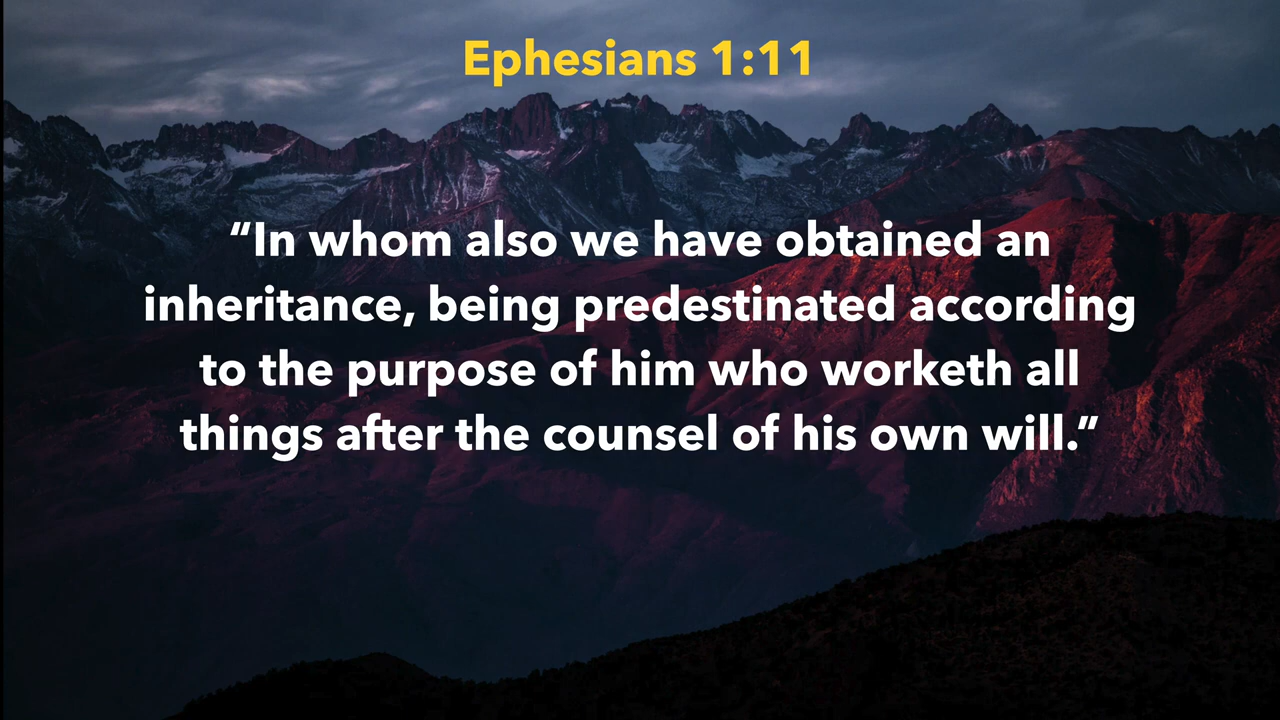 Ephesians 1:11
“In whom also we have obtained an
inheritance, being predestinated according
to the purpose of him who worketh all
things after the counsel of his own will.”